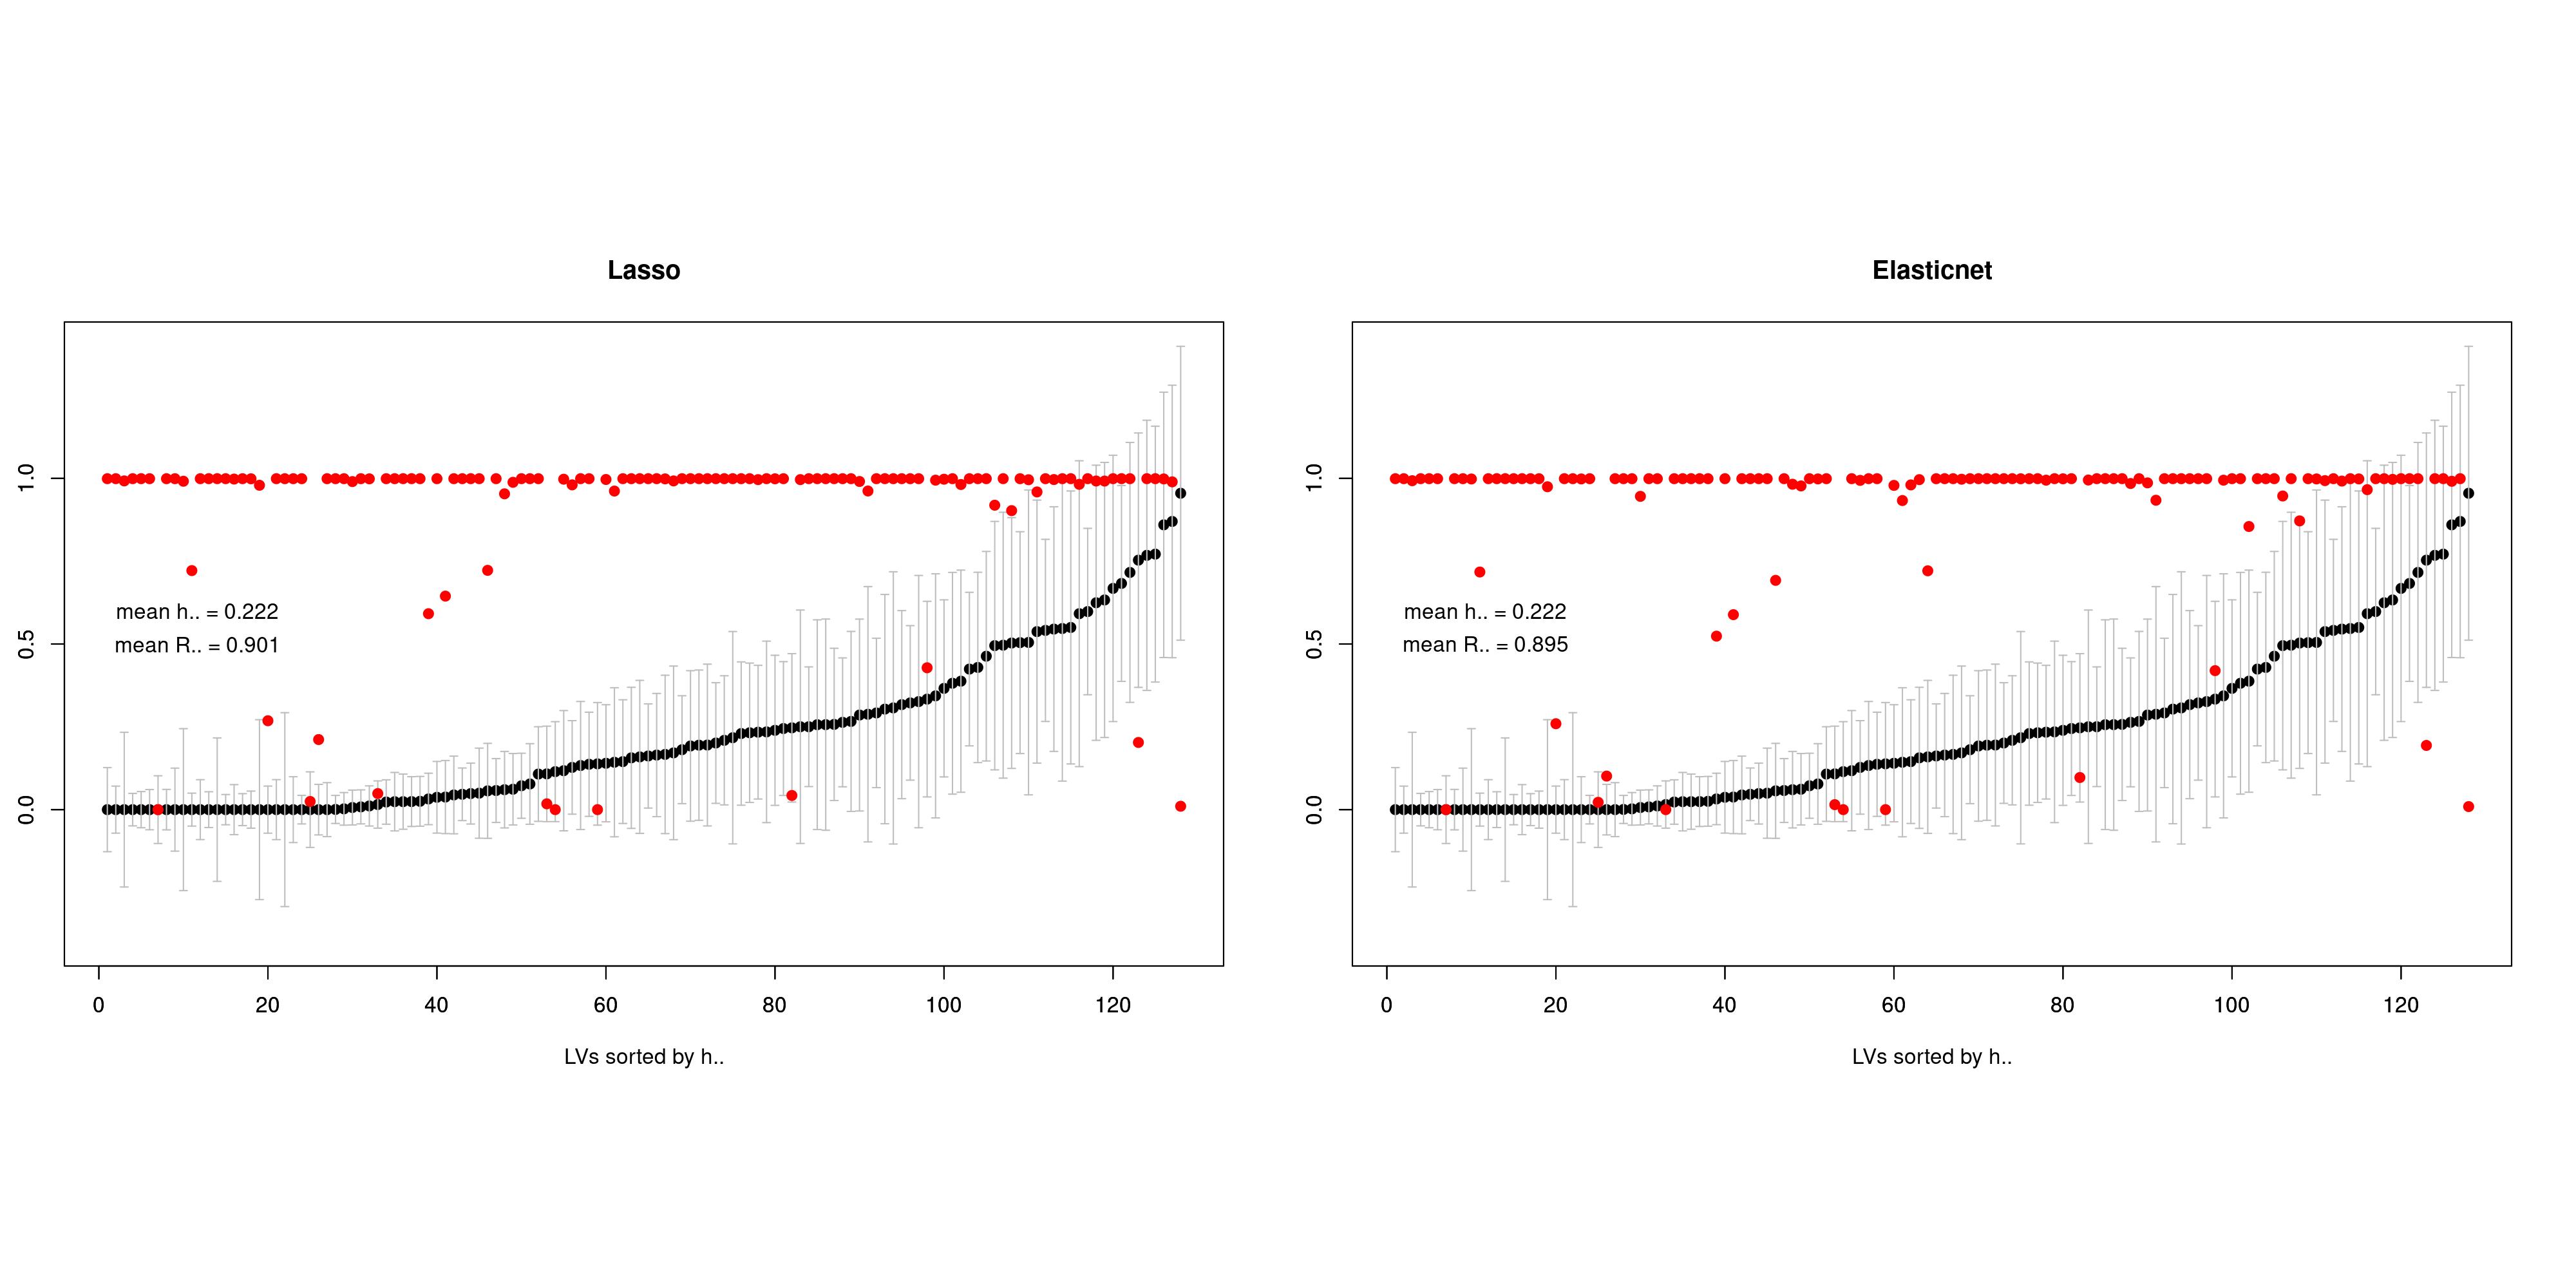 Lasso
1.0
0.5
0.0
mean h.. = 0.222
mean R.. = 0.901
0 20 40 60 80 100 120
LVs sorted by h..
Elasticnet
1.0
0.5
0.0
mean h.. = 0.222
mean R.. = 0.895
0 20 40 60 80 100 120
LVs sorted by h..